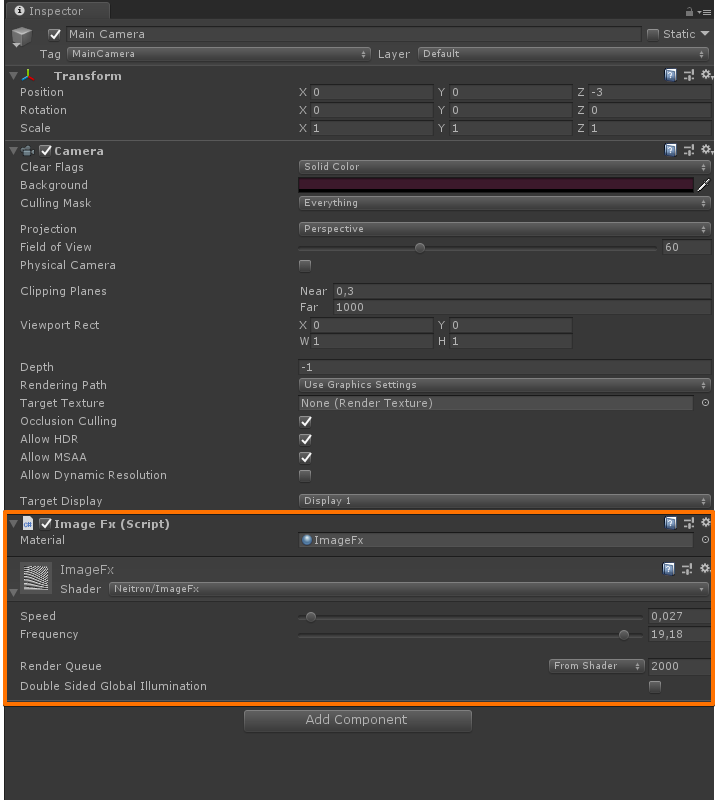 Inspector
Main Camera Static
Tag MainCamera Layer Default
Transform
Position X 0 Y 0 Z -3
Rotation X 0 Y 0 Z 0
Scale X 1 Y 1 Z 1
Camera
Clear Flags Solid Color
Background
Culling Mask Everything
Projection Perspective
Field of View 60
Physical Camera
Clipping Planes Near 0,3
Far 1000
Viewport Rect X 0 Y 0
W 1 H 1
Depth -1
Rendering Path Use Graphics Settings
Target Texture None (Render Texture)
Occlusion Culling
Allow HDR
Allow MSAA
Allow Dynamic Resolution
Target Display Display 1
C# Image Fx (Script)
Material ImageFx
ImageFx
Shader Neitron/ImageFx
Speed 0,027
Frequency 19,18
Render Queue From Shader 2000
Double Sided Global Illumination
Add Component